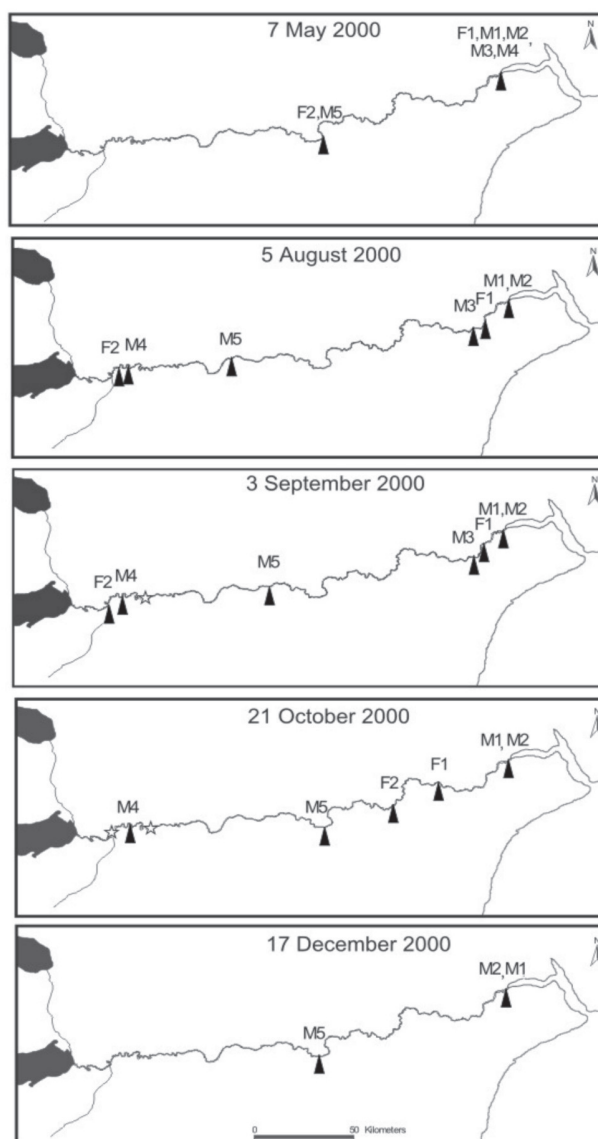 7 May 2000
F1,M1,M2,
M3,M4
N
F2,M5
5 August 2000
N
M1,M2
F1
M3
M5
F2 M4
3 September 2000
N
M1,M2
F1
M3
M5
M4
F2
21 October 2000
N
M1, M2
F1
F2
M5
M4
17 December 2000
N
M2,M1
M5
0 50 Kilometers